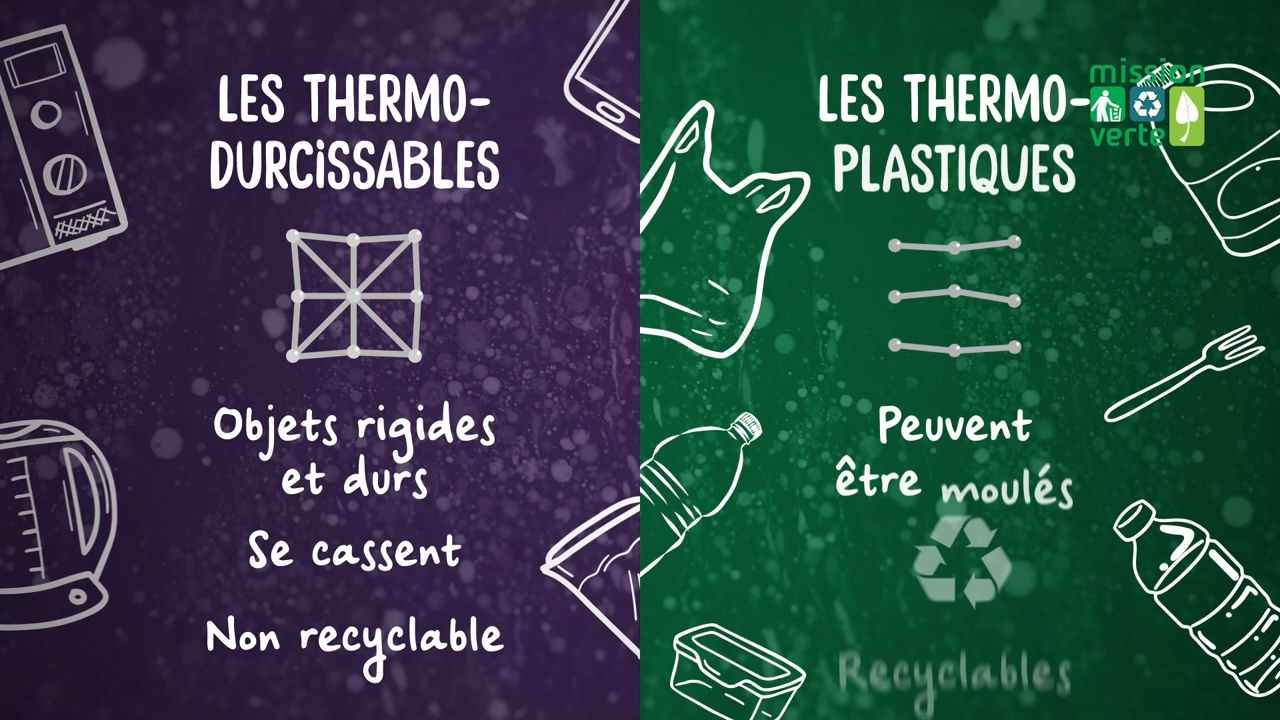 LES THERMO-
DURCiSSABLES
Objets rigides
et durs
Se cassent
Non recyclable
LES THERMO-
PLASTIQUES
Peuvent
être moulés
Recyclables
mission
verte